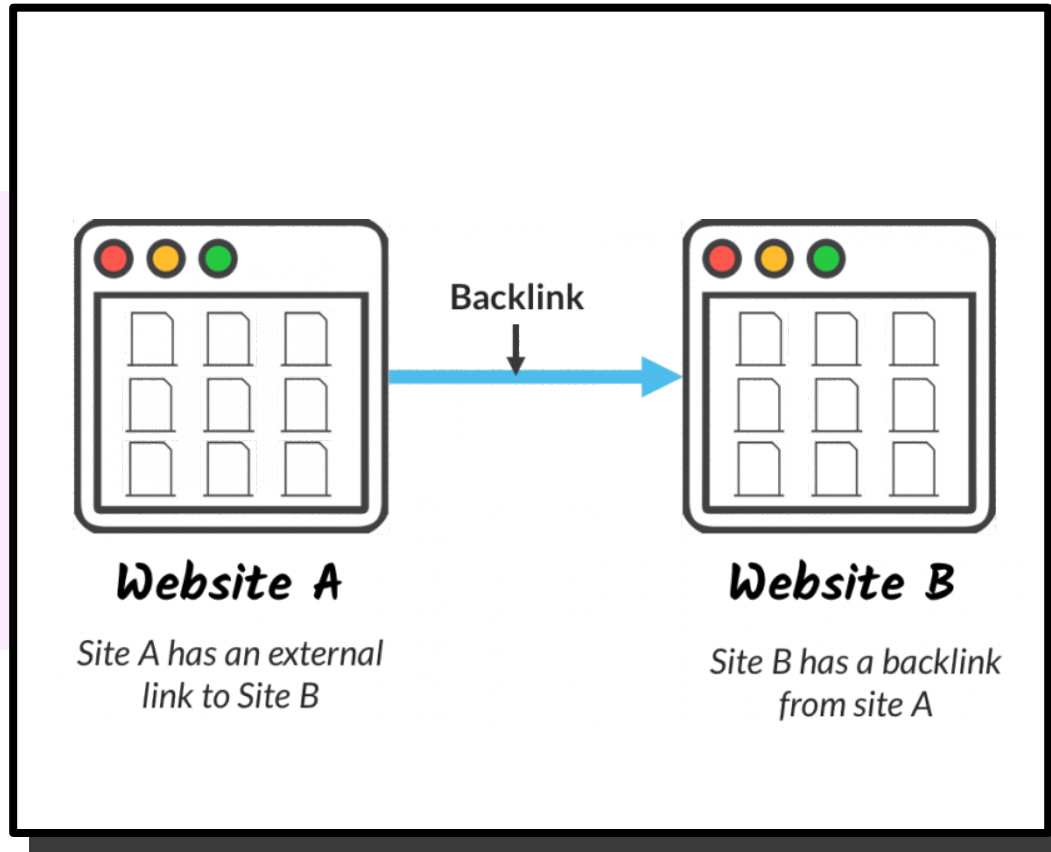 Backlink
Website A
Website B
Site A has an external
link to Site B
Site B has a backlink
from site A